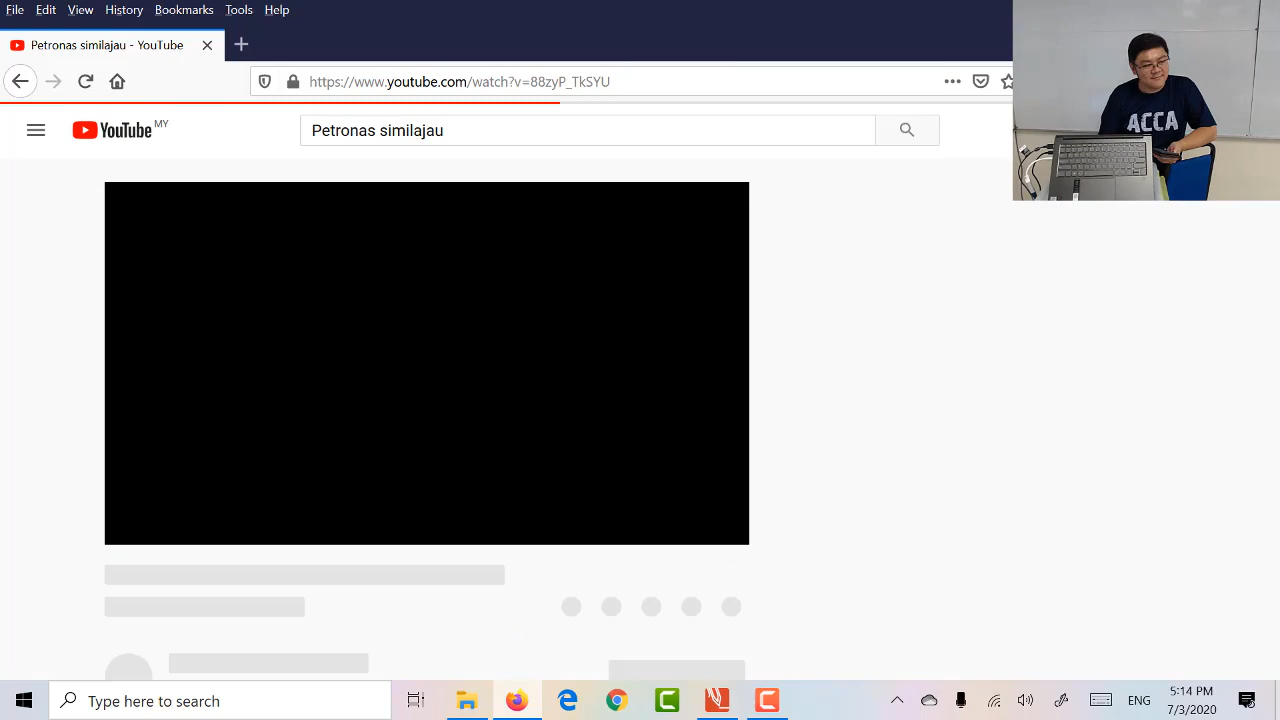 File Edit View History Bookmarks Tools Help
Petronas similajau - YouTube
https://www.youtube.com/watch?v=88zyP_TkSYU
YouTube MY
Petronas similajau
ACCA
Type here to search
ENG
5:14 PM
7/3/2020